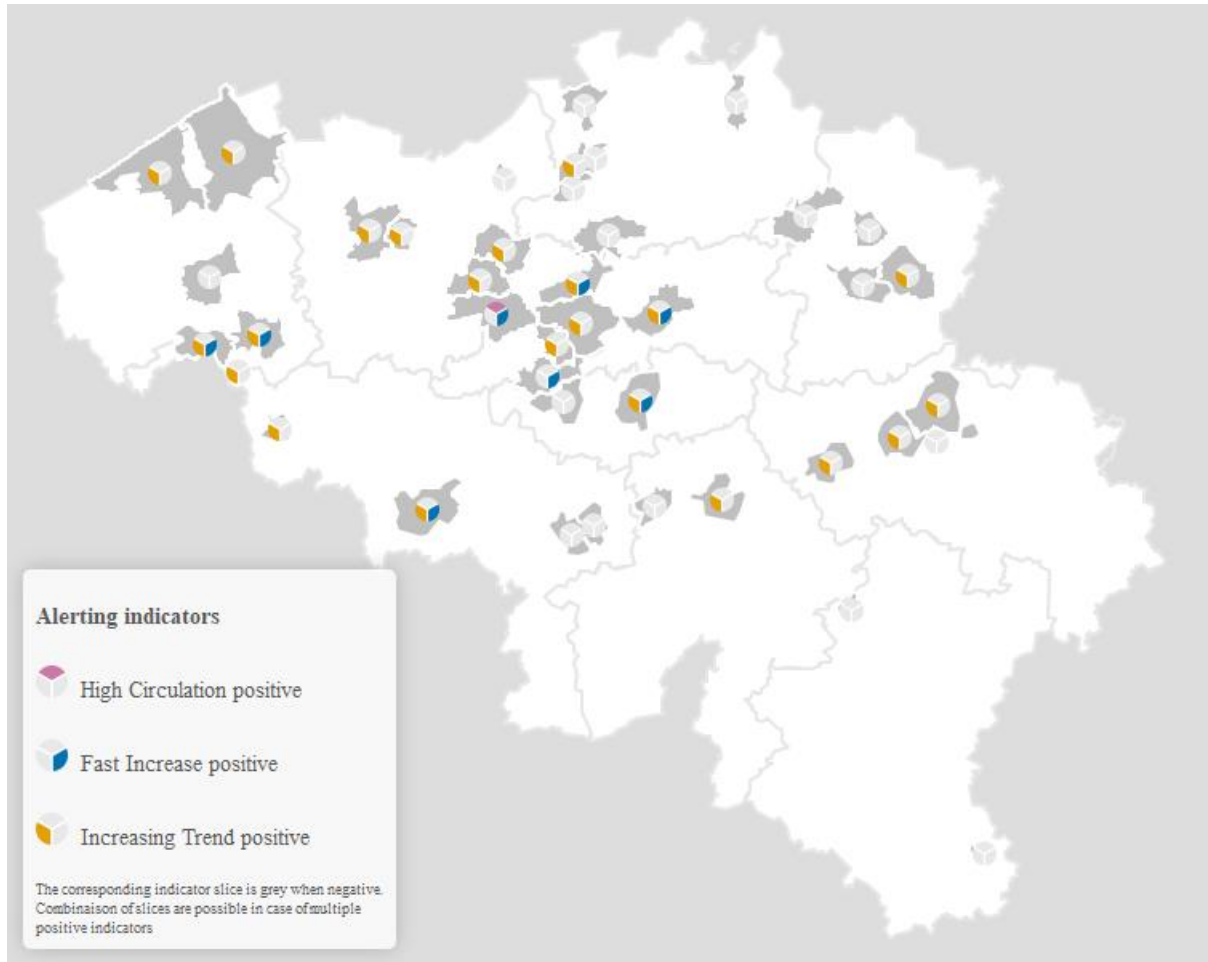 Alerting indicators
High Circulation positive
Fast Increase positive
Increasing Trend positive
The corresponding indicator slice is grey when negative.
Combinaison of slices are possible in case of multiple
positive indicators